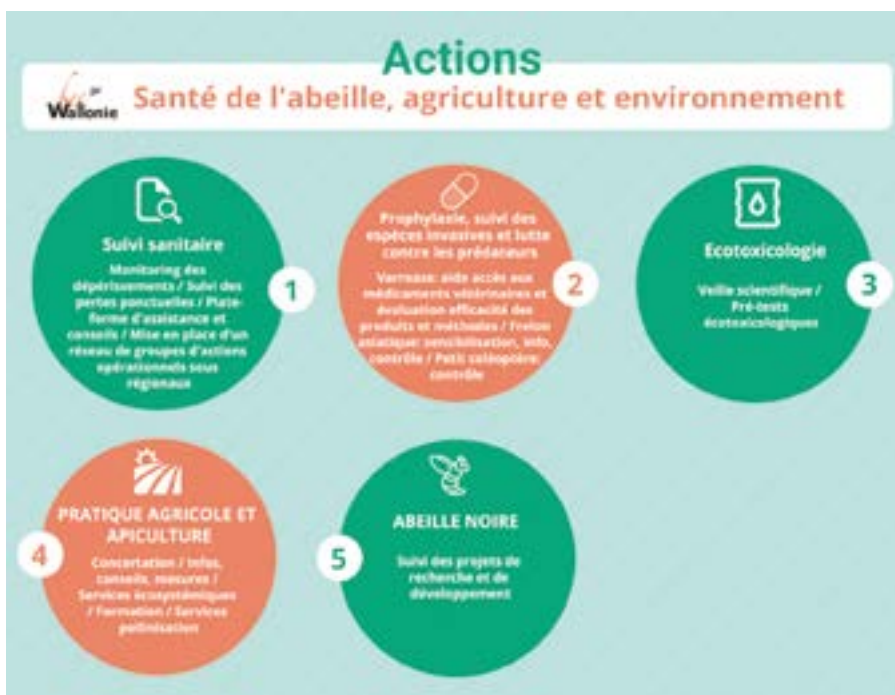 Actions
Wallonie
Santé de l'abeille, agriculture et environnement
Suivi sanitaire
Monitoring des
dépérissements / Suivi des
pertes ponctuelles / Plate-
forme d'assistance et
conseils / Mise en place d'un
réseau de groupes d'actions
opérationnels sous
régionaux
1
Prophylaxie, suivi des
espèces invasives et lutte
contre les prédateurs
Varroase: aide accès aux
médicaments vétérinaires et
évaluation efficacité des
produits et méthodes / Frelon
asiatique: sensibilisation, info,
contrôle / Petit coléoptère:
contrôle
2
Ecotoxicologie
Veille scientifique /
Pré-tests
écotoxicologiques
3
PRATIQUE AGRICOLE ET
APICULTURE
Concertation / Infos,
conseils, mesures /
Services écosystémiques
/ Formation / Services
pollinisation
4
ABEILLE NOIRE
Suivi des projets de
recherche et de
développement
5